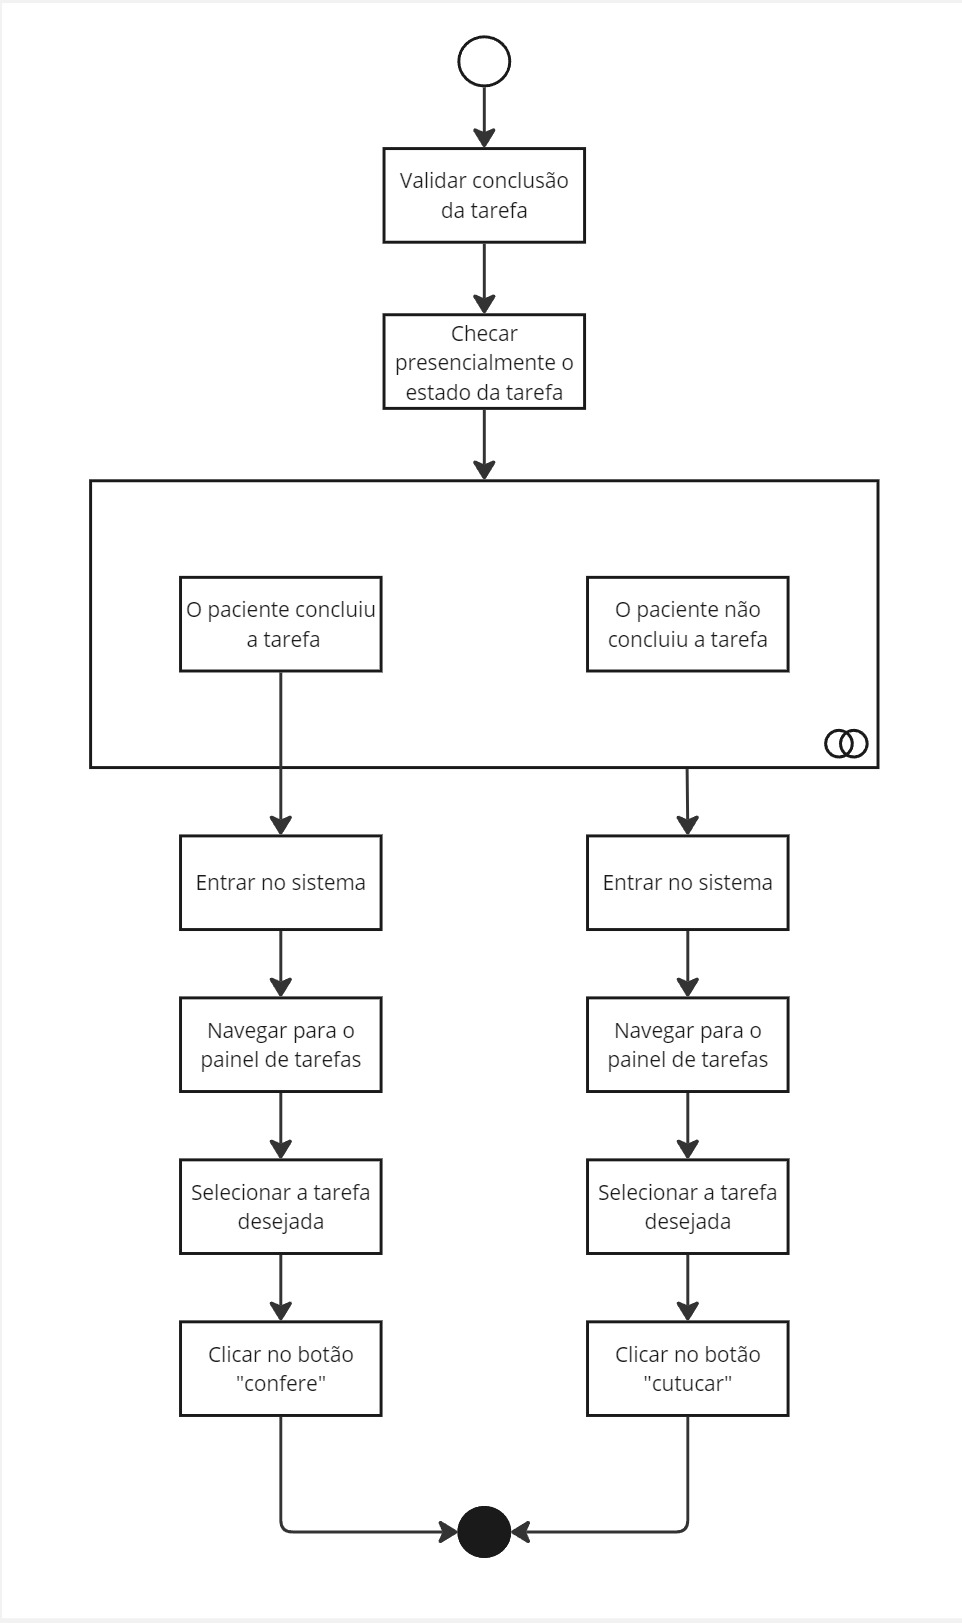 Validar conclusão
da tarefa
Checar
presencialmente o
estado da tarefa
O paciente concluiu
a tarefa
O paciente não
concluiu a tarefa
Entrar no sistema
Entrar no sistema
Navegar para o
painel de tarefas
Navegar para o
painel de tarefas
Selecionar a tarefa
desejada
Selecionar a tarefa
desejada
Clicar no botão
"confere"
Clicar no botão
"cutucar"